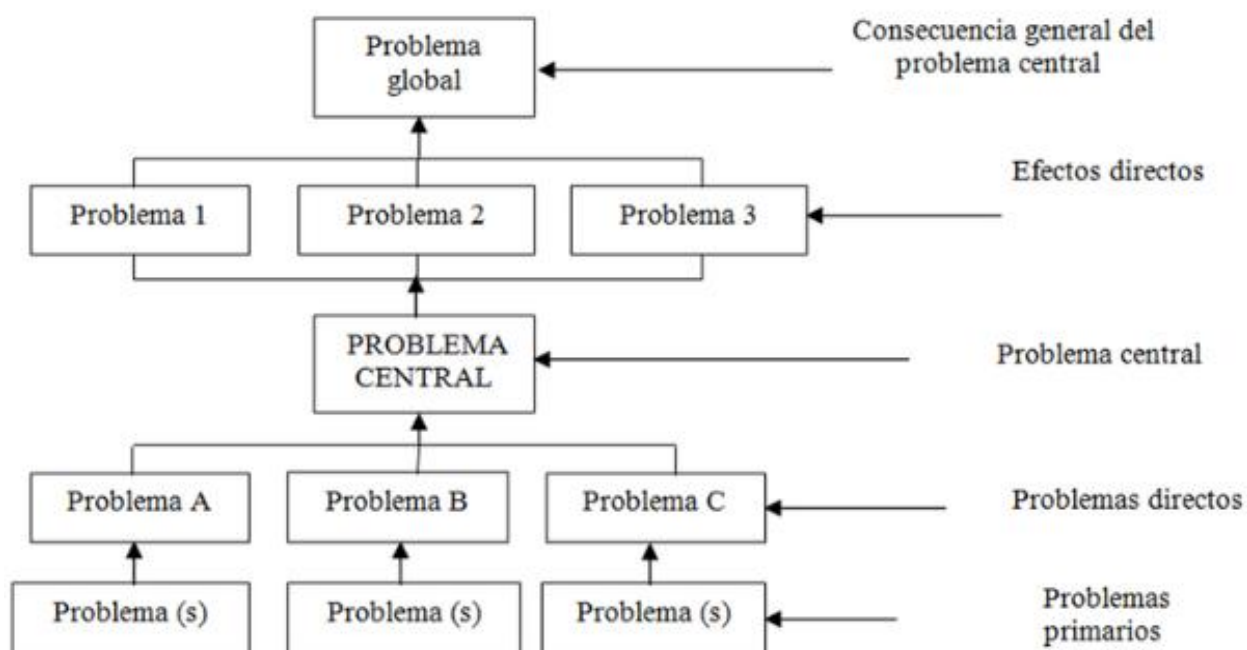 Problema
global
Consecuencia general del
problema central
Problema 1
Problema 2
Problema 3
Efectos directos
PROBLEMA
CENTRAL
Problema central
Problema A
Problema B
Problema C
Problemas directos
Problema (s)
Problema (s)
Problema (s)
Problemas
primarios